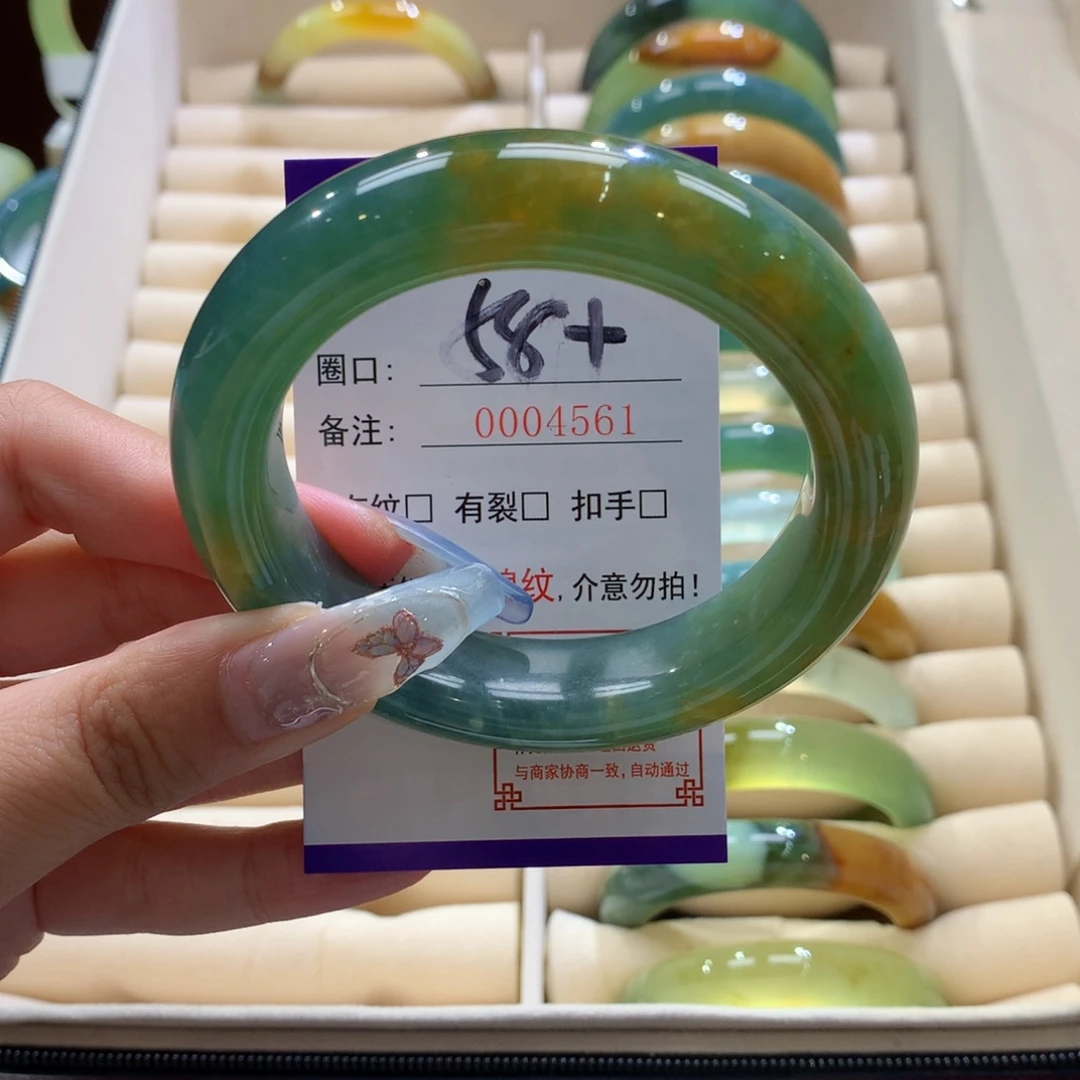 圈口: 58+
备注: 0004561
纹□ 有裂□ 扣手□
纹,介意勿拍!
与商家协商一致,自动通过